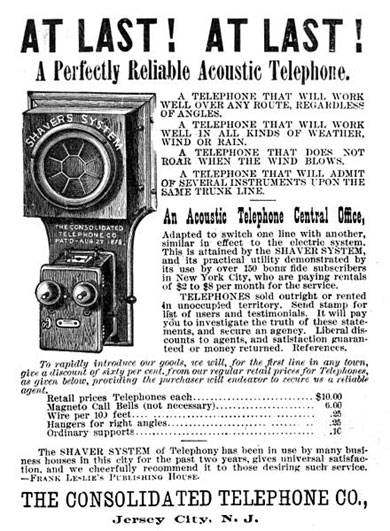 AT LAST! AT LAST!
A Perfectly Reliable Acoustic Telephone.
A TELEPHONE THAT WILL WORK
WELL OVER ANY ROUTE, REGARDLESS
OF ANGLES.
A TELEPHONE THAT WILL WORK
WELL IN ALL KINDS OF WEATHER,
WIND OR RAIN.
A TELEPHONE THAT DOES NOT
ROAR WHEN THE WIND BLOWS.
A TELEPHONE THAT WILL ADMIT
OF SEVERAL INSTRUMENTS UPON THE
SAME TRUNK LINE.
SHAVERS SYSTEM
THE CONSOLIDATED
TELEPHONE CO.
PAT'D AUG 27 1878
An Acoustic Telephone Central Office,
Adapted to switch one line with another,
similar in effect to the electric system.
This is attained by the SHAVER SYSTEM,
and its practical utility demonstrated by
its use by over 150 bona fide subscribers
in New York City, who are paying rentals
of $2 to $8 per month for the service.
TELEPHONES sold outright or rented
in unoccupied territory. Send stamp for
list of users and testimonials. It will pay
you to investigate the truth of these state-
ments, and secure an agency. Liberal dis-
counts to agents, and satisfaction guaran-
teed or money returned. References.
To rapidly introduce our goods, we will, for the first line in any town,
give a discount of sixty per cent. from our regular retail prices for Telephones,
as given below, providing the purchaser will endeavor to secure us a reliable
agent.
Retail prices Telephones each....................$10.00
Magneto Call Bells (not necessary)....................6.00
Wire per 100 feet....................25
Hangers for right angles....................25
Ordinary supports....................10
The SHAVER SYSTEM of Telephony has been in use by many busi-
ness houses in this city for the past two years, gives universal satisfac-
tion, and we cheerfully recommend it to those desiring such service.
—FRANK LESLIE'S PUBLISHING HOUSE.
THE CONSOLIDATED TELEPHONE CO.,
Jersey City, N. J.